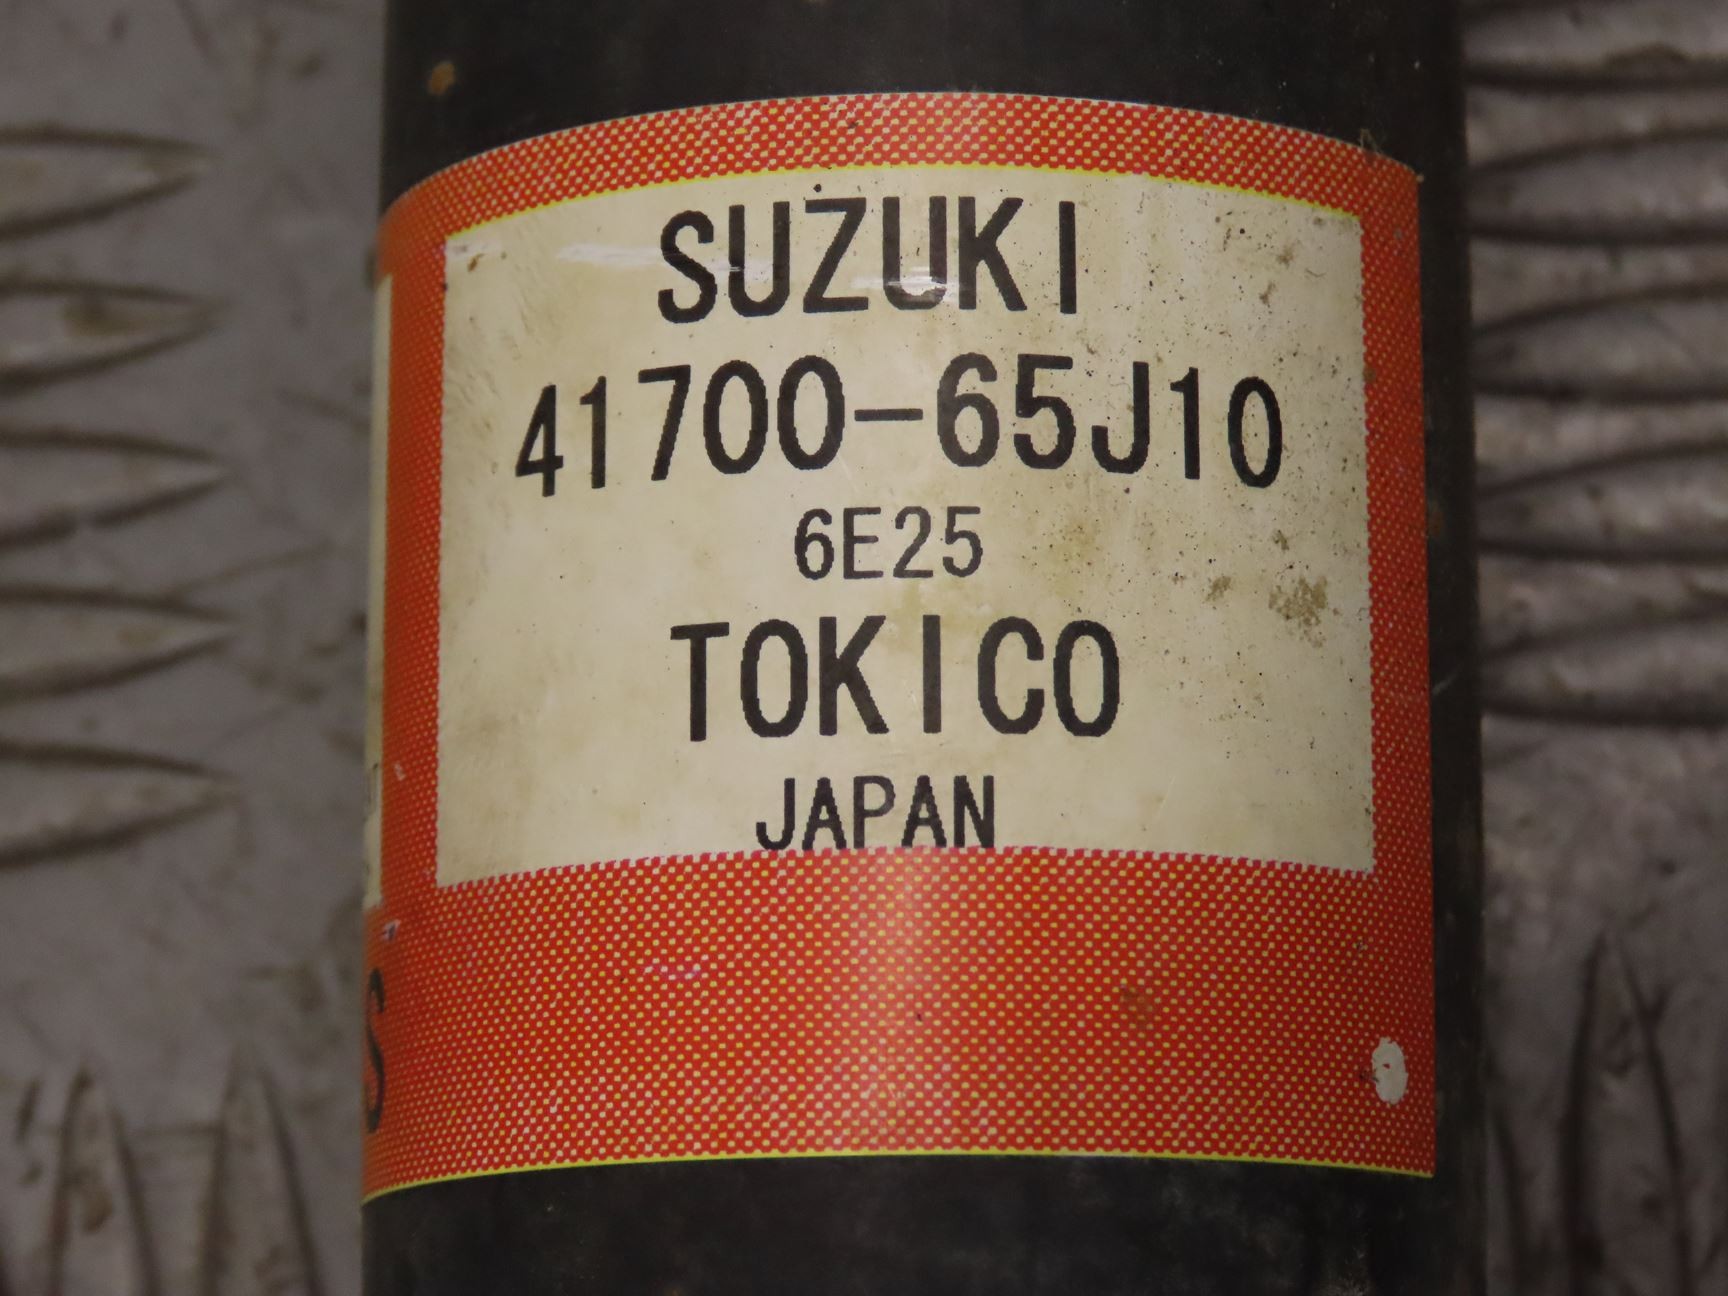 SUZUKI
41700-65J10
6E25
TOKICO
JAPAN
S